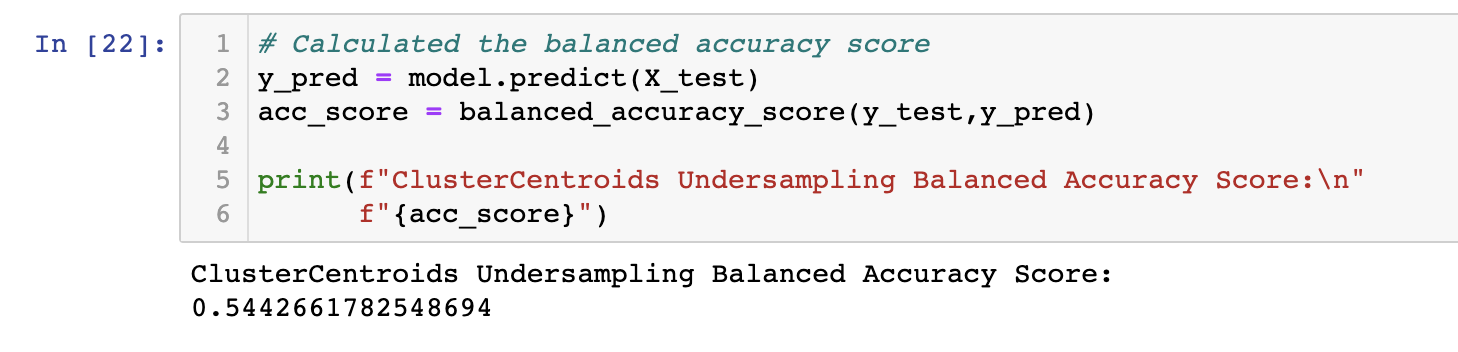 In [22]:
1 # Calculated the balanced accuracy score
2 y_pred = model.predict(X_test)
3 acc_score = balanced_accuracy_score(y_test,y_pred)
4
5 print(f"ClusterCentroids Undersampling Balanced Accuracy Score:\n"
6       f"{acc_score}")
ClusterCentroids Undersampling Balanced Accuracy Score:
0.5442661782548694